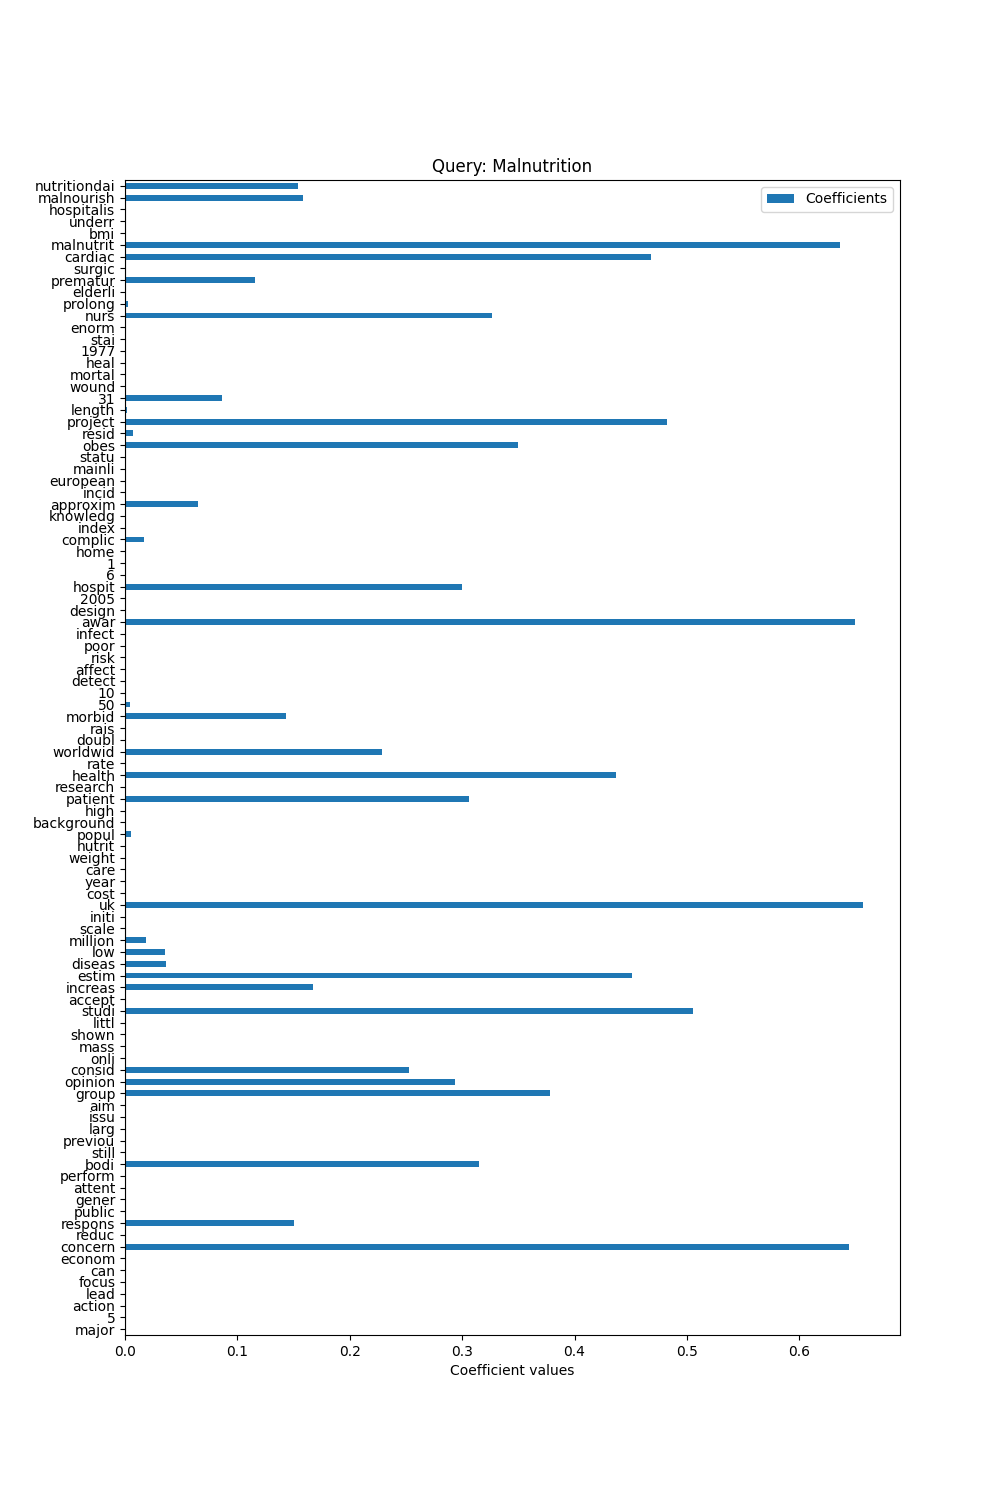 Query: Malnutrition
Coefficients
nutritiondai
malnourish
hospitalis
underr
bmi
malnutrit
cardiac
surgic
prematur
elderli
prolong
nurs
enorm
stai
1977
heal
mortal
wound
31
length
project
resid
obes
statu
mainli
european
incid
approxim
knowledg
index
complic
home
1
6
hospit
2005
design
awar
infect
poor
risk
affect
detect
10
50
morbid
rais
doubl
worldwid
rate
health
research
patient
high
background
popul
nutrit
weight
care
year
cost
uk
initi
scale
million
low
diseas
estim
increas
accept
studi
littl
shown
mass
onli
consid
opinion
group
aim
issu
larg
previou
still
bodi
perform
attent
gener
public
respons
reduc
concern
econom
can
focus
lead
action
5
major
0.0 0.1 0.2 0.3 0.4 0.5 0.6
Coefficient values